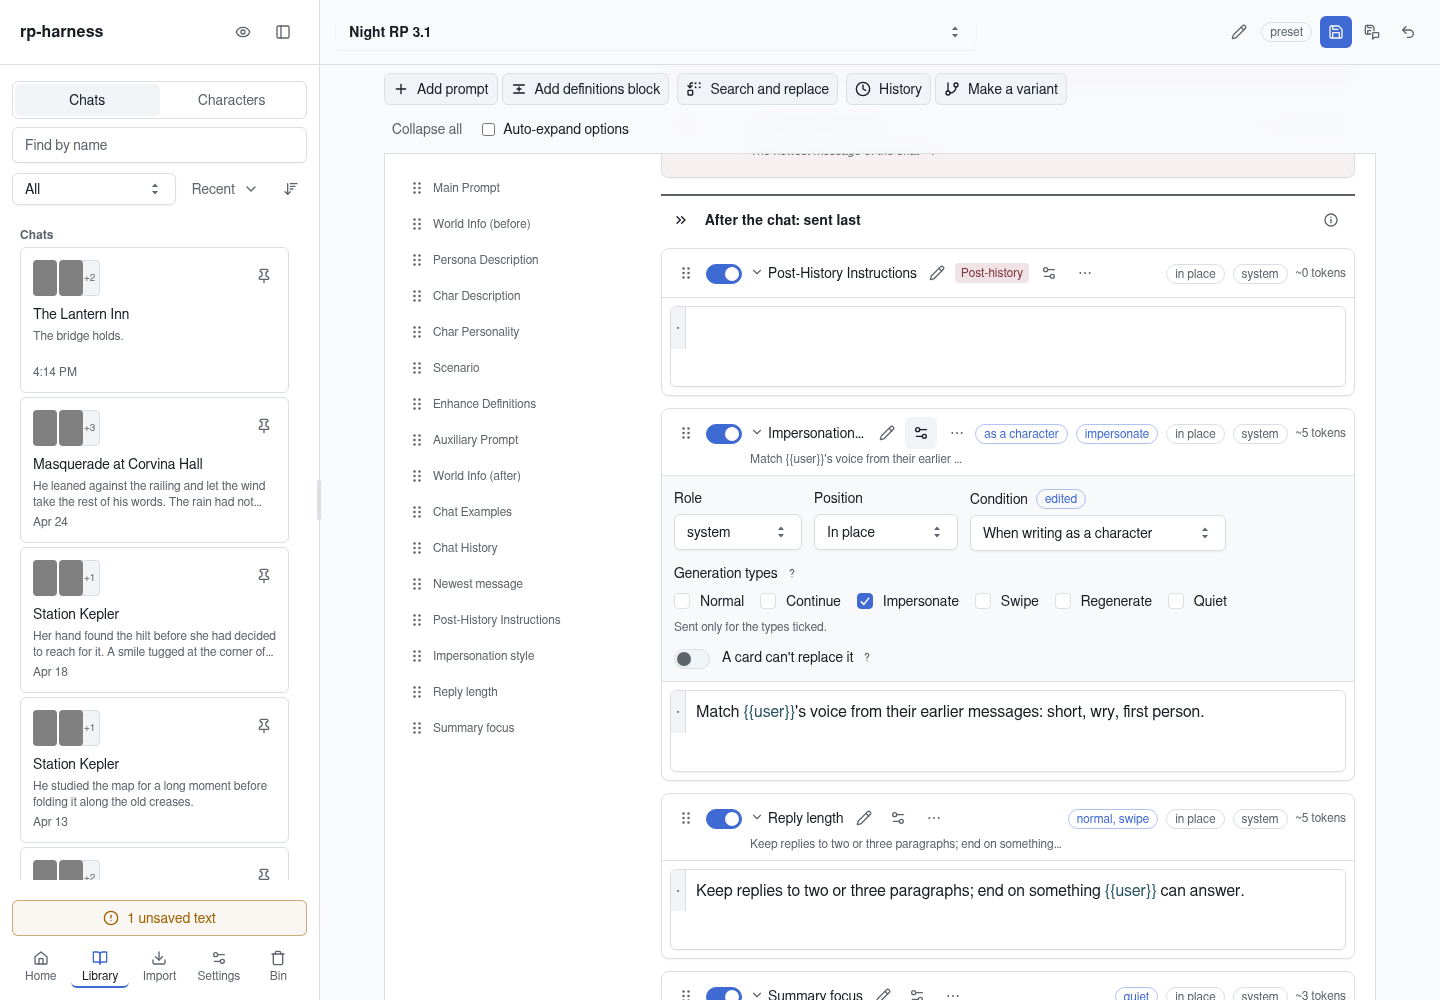 rp-harness
Night RP 3.1
preset
Chats
Characters
Find by name
All
Recent
Chats
+2
The Lantern Inn
The bridge holds.
4:14 PM
+3
Masquerade at Corvina Hall
He leaned against the railing and let the wind
take the rest of his words. The rain had not...
Apr 24
+1
Station Kepler
Her hand found the hilt before she had decided
to reach for it. A smile tugged at the corner of...
Apr 18
+1
Station Kepler
He studied the map for a long moment before
folding it along the old creases.
Apr 13
+2
1 unsaved text
Home
Library
Import
Settings
Bin
Add prompt
Add definitions block
Search and replace
History
Make a variant
Collapse all
Auto-expand options
Main Prompt
World Info (before)
Persona Description
Char Description
Char Personality
Scenario
Enhance Definitions
Auxiliary Prompt
World Info (after)
Chat Examples
Chat History
Newest message
Post-History Instructions
Impersonation style
Reply length
Summary focus
After the chat: sent last
Post-History Instructions
Post-history
in place
system
~0 tokens
Impersonation...
as a character
impersonate
in place
system
~5 tokens
Match {{user}}'s voice from their earlier ...
Role
Position
Condition
edited
system
In place
When writing as a character
Generation types ?
Normal
Continue
Impersonate
Swipe
Regenerate
Quiet
Sent only for the types ticked.
A card can't replace it ?
Match {{user}}'s voice from their earlier messages: short, wry, first person.
Reply length
normal, swipe
in place
system
~5 tokens
Keep replies to two or three paragraphs; end on something...
Keep replies to two or three paragraphs; end on something {{user}} can answer.
Summary focus
quiet
in place
system
~3 tokens